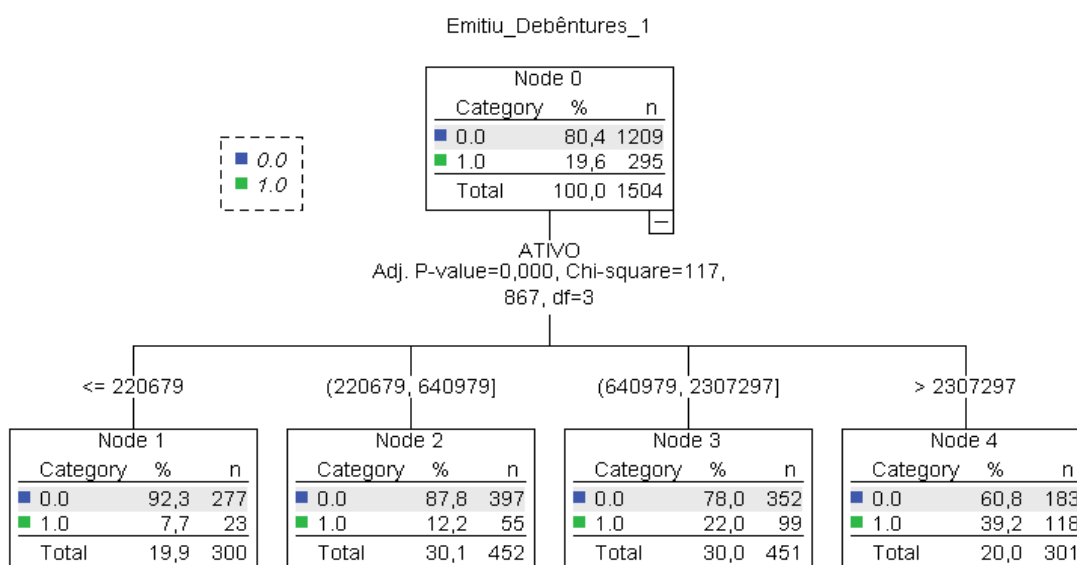 Emitiu_Debêntures_1
Node 0
Category % n
0.0 80,4 1209
1.0 19,6 295
Total 100,0 1504
0.0
1.0
ATIVO
Adj. P-value=0,000, Chi-square=117,
867, df=3
<= 220679
(220679, 640979]
(640979, 2307297]
> 2307297
Node 1
Category % n
0.0 92,3 277
1.0 7,7 23
Total 19,9 300
Node 2
Category % n
0.0 87,8 397
1.0 12,2 55
Total 30,1 452
Node 3
Category % n
0.0 78,0 352
1.0 22,0 99
Total 30,0 451
Node 4
Category % n
0.0 60,8 183
1.0 39,2 118
Total 20,0 301